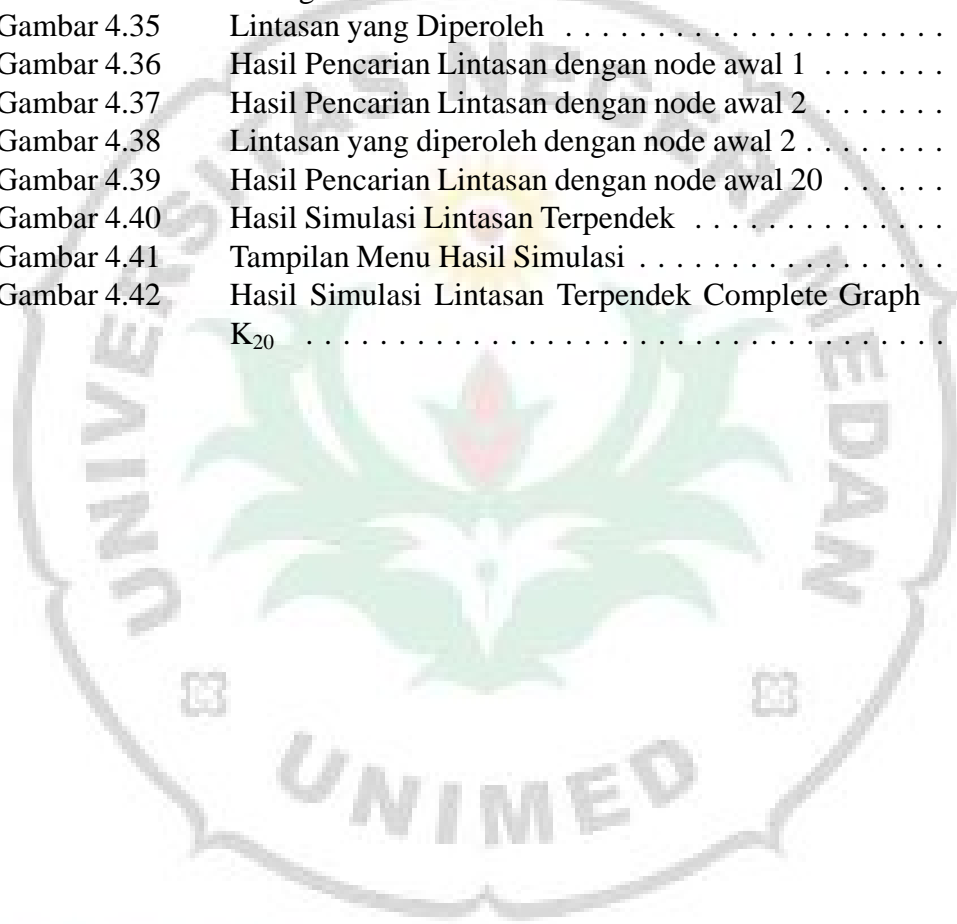 Gambar 4.35 Lintasan yang Diperoleh . . . . . . . . . . . . . . . . . . . . .
Gambar 4.36 Hasil Pencarian Lintasan dengan node awal 1 . . . . . . .
Gambar 4.37 Hasil Pencarian Lintasan dengan node awal 2 . . . . . . .
Gambar 4.38 Lintasan yang diperoleh dengan node awal 2 . . . . . . . .
Gambar 4.39 Hasil Pencarian Lintasan dengan node awal 20 . . . . . .
Gambar 4.40 Hasil Simulasi Lintasan Terpendek . . . . . . . . . . . . . .
Gambar 4.41 Tampilan Menu Hasil Simulasi . . . . . . . . . . . . . . . . .
Gambar 4.42 Hasil Simulasi Lintasan Terpendek Complete Graph
K₂₀ . . . . . . . . . . . . . . . . . . . . . . . . . . . . . . . . . . .
UNIVERSITAS NEGERI MEDAN
UNIMED